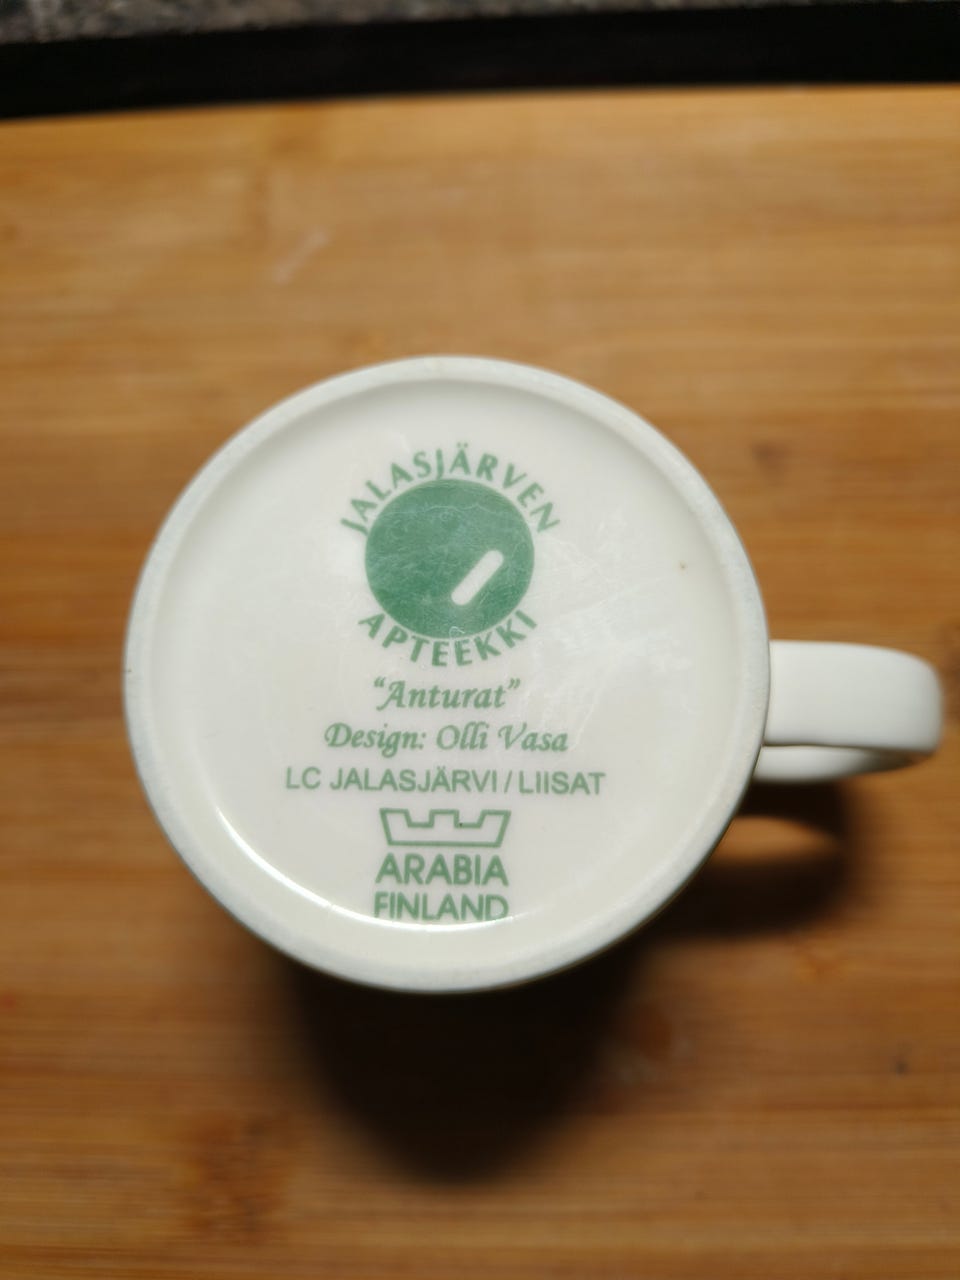 JALASJÄRVEN
APTEEKKI
“Anturat”
Design: Olli Vasa
LC JALASJÄRVI / LIISAT
ARABIA
FINLAND